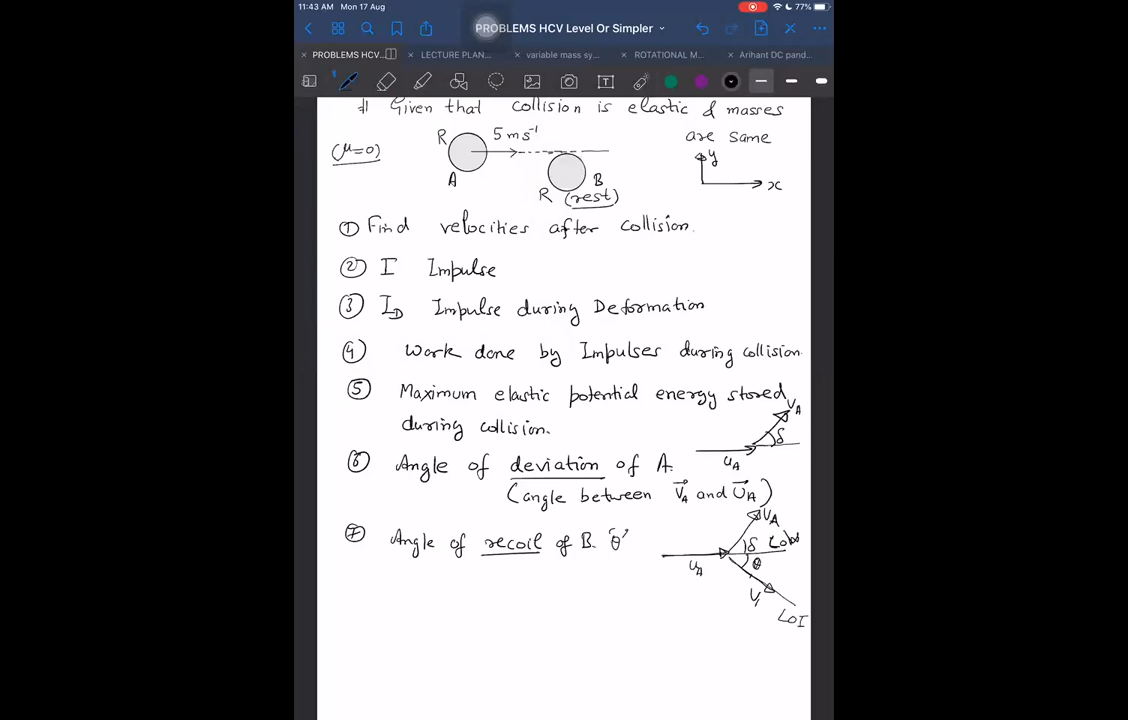 11:43 AM Mon 17 Aug
77%
PROBLEMS HCV Level Or Simpler
PROBLEMS HCV...
LECTURE PLAN...
variable mass sy...
ROTATIONAL M...
Arihant DC pand...
# Given that collision is elastic & masses
are same
(μ=0)
R
5 ms⁻¹
A
B
R (rest)
y
x
① Find velocities after collision.
② I Impulse
③ I_D Impulse during Deformation
④ Work done by Impulses during collision.
⑤ Maximum elastic potential energy stored
during collision.
V_A
δ
u_A
⑥ Angle of deviation of A.
(angle between V⃗_A and U⃗_A)
⑦ Angle of recoil of B. 'θ'
V_A
δ
θ
u_A
LOI